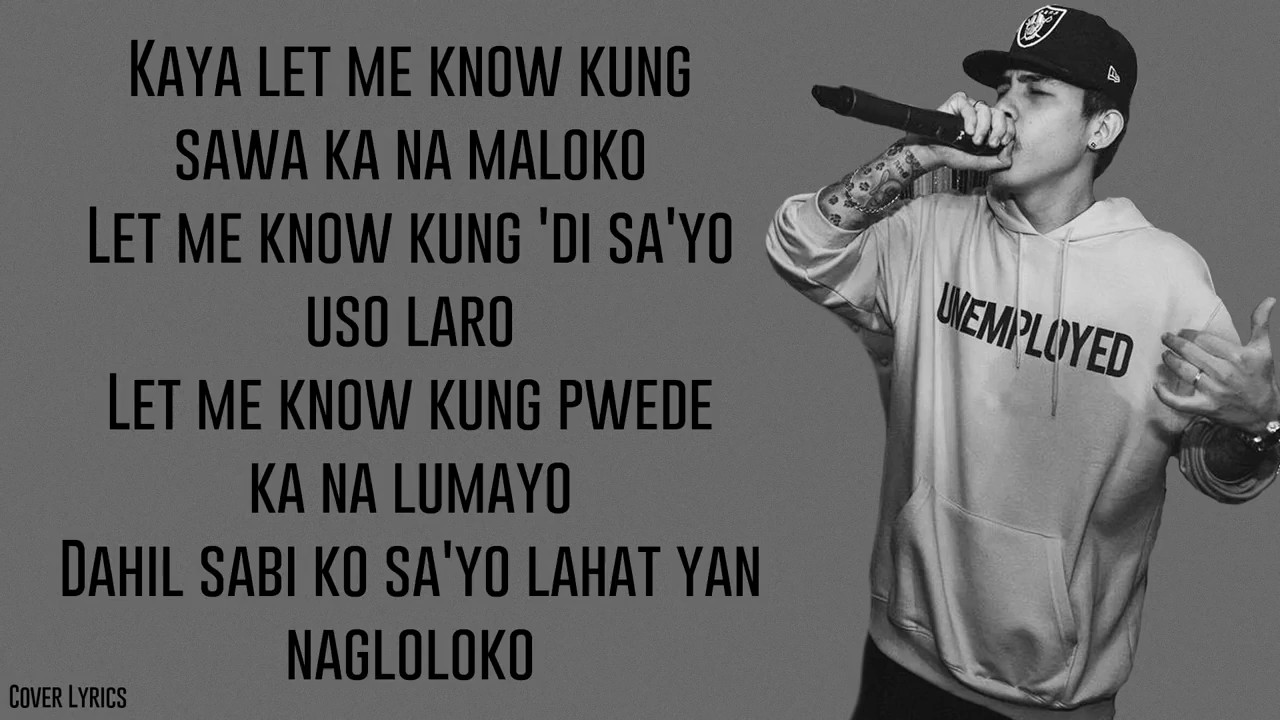 Kaya let me know kung
sawa ka na maloko
Let me know kung 'di sa'yo
uso laro
Let me know kung pwede
ka na lumayo
Dahil sabi ko sa'yo lahat yan
nagloloko
UNEMPLOYED
Cover Lyrics